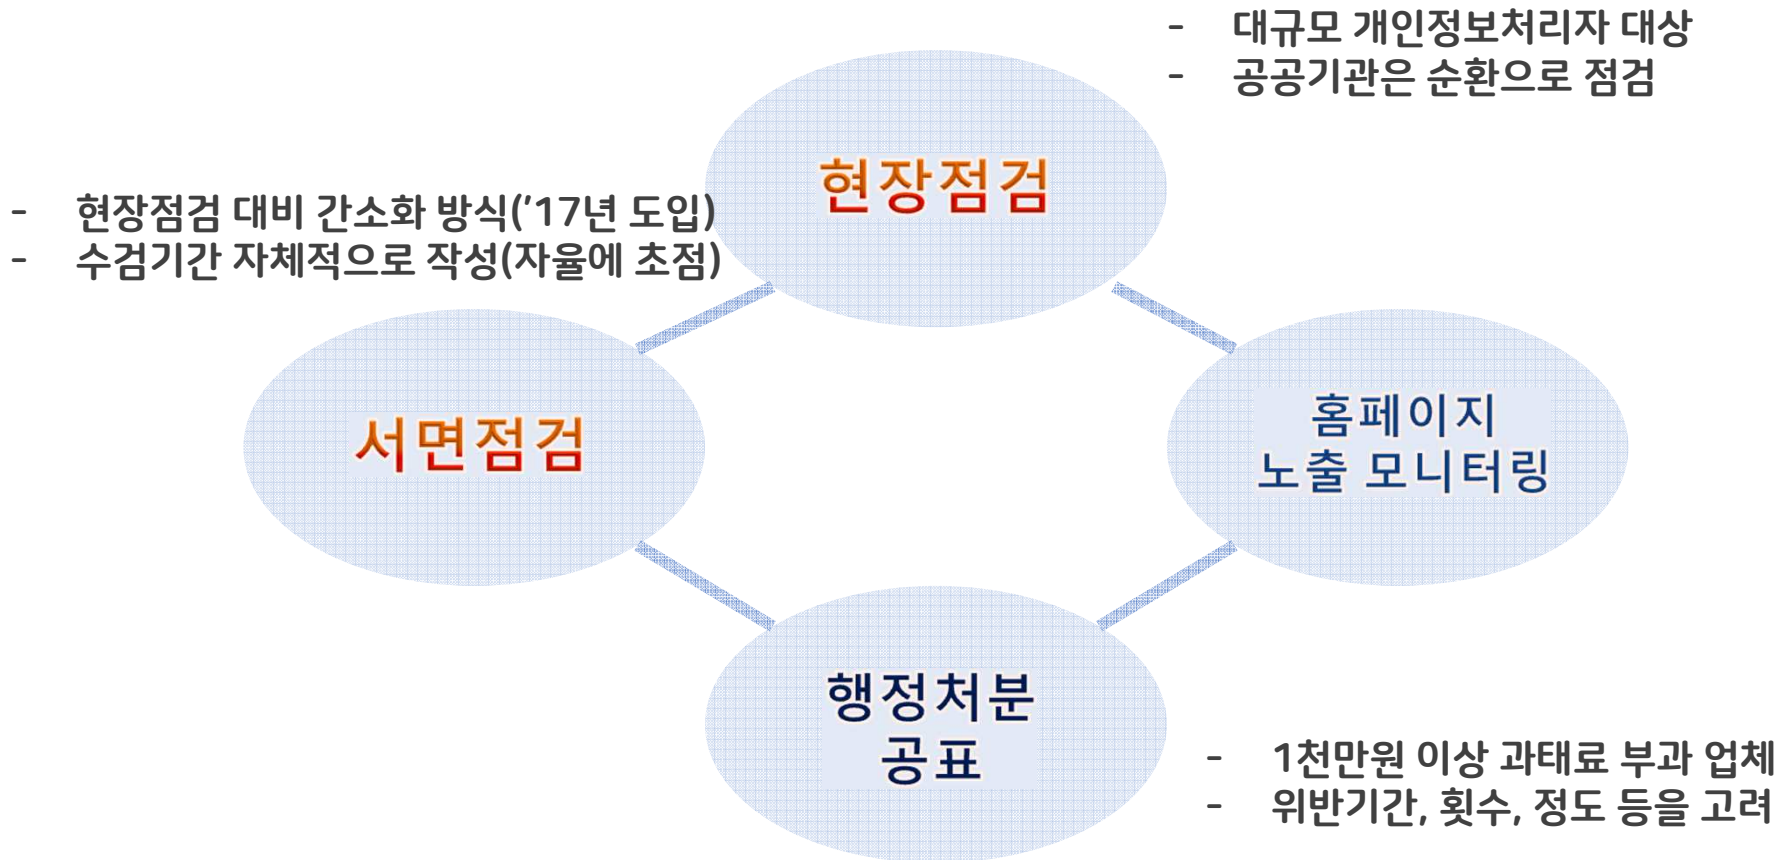 - 대규모 개인정보처리자 대상
- 공공기관은 순환으로 점검
현장점검
- 현장점검 대비 간소화 방식(’17년 도입)
- 수검기간 자체적으로 작성(자율에 초점)
서면점검
홈페이지
노출 모니터링
행정처분
공표
- 1천만원 이상 과태료 부과 업체
- 위반기간, 횟수, 정도 등을 고려